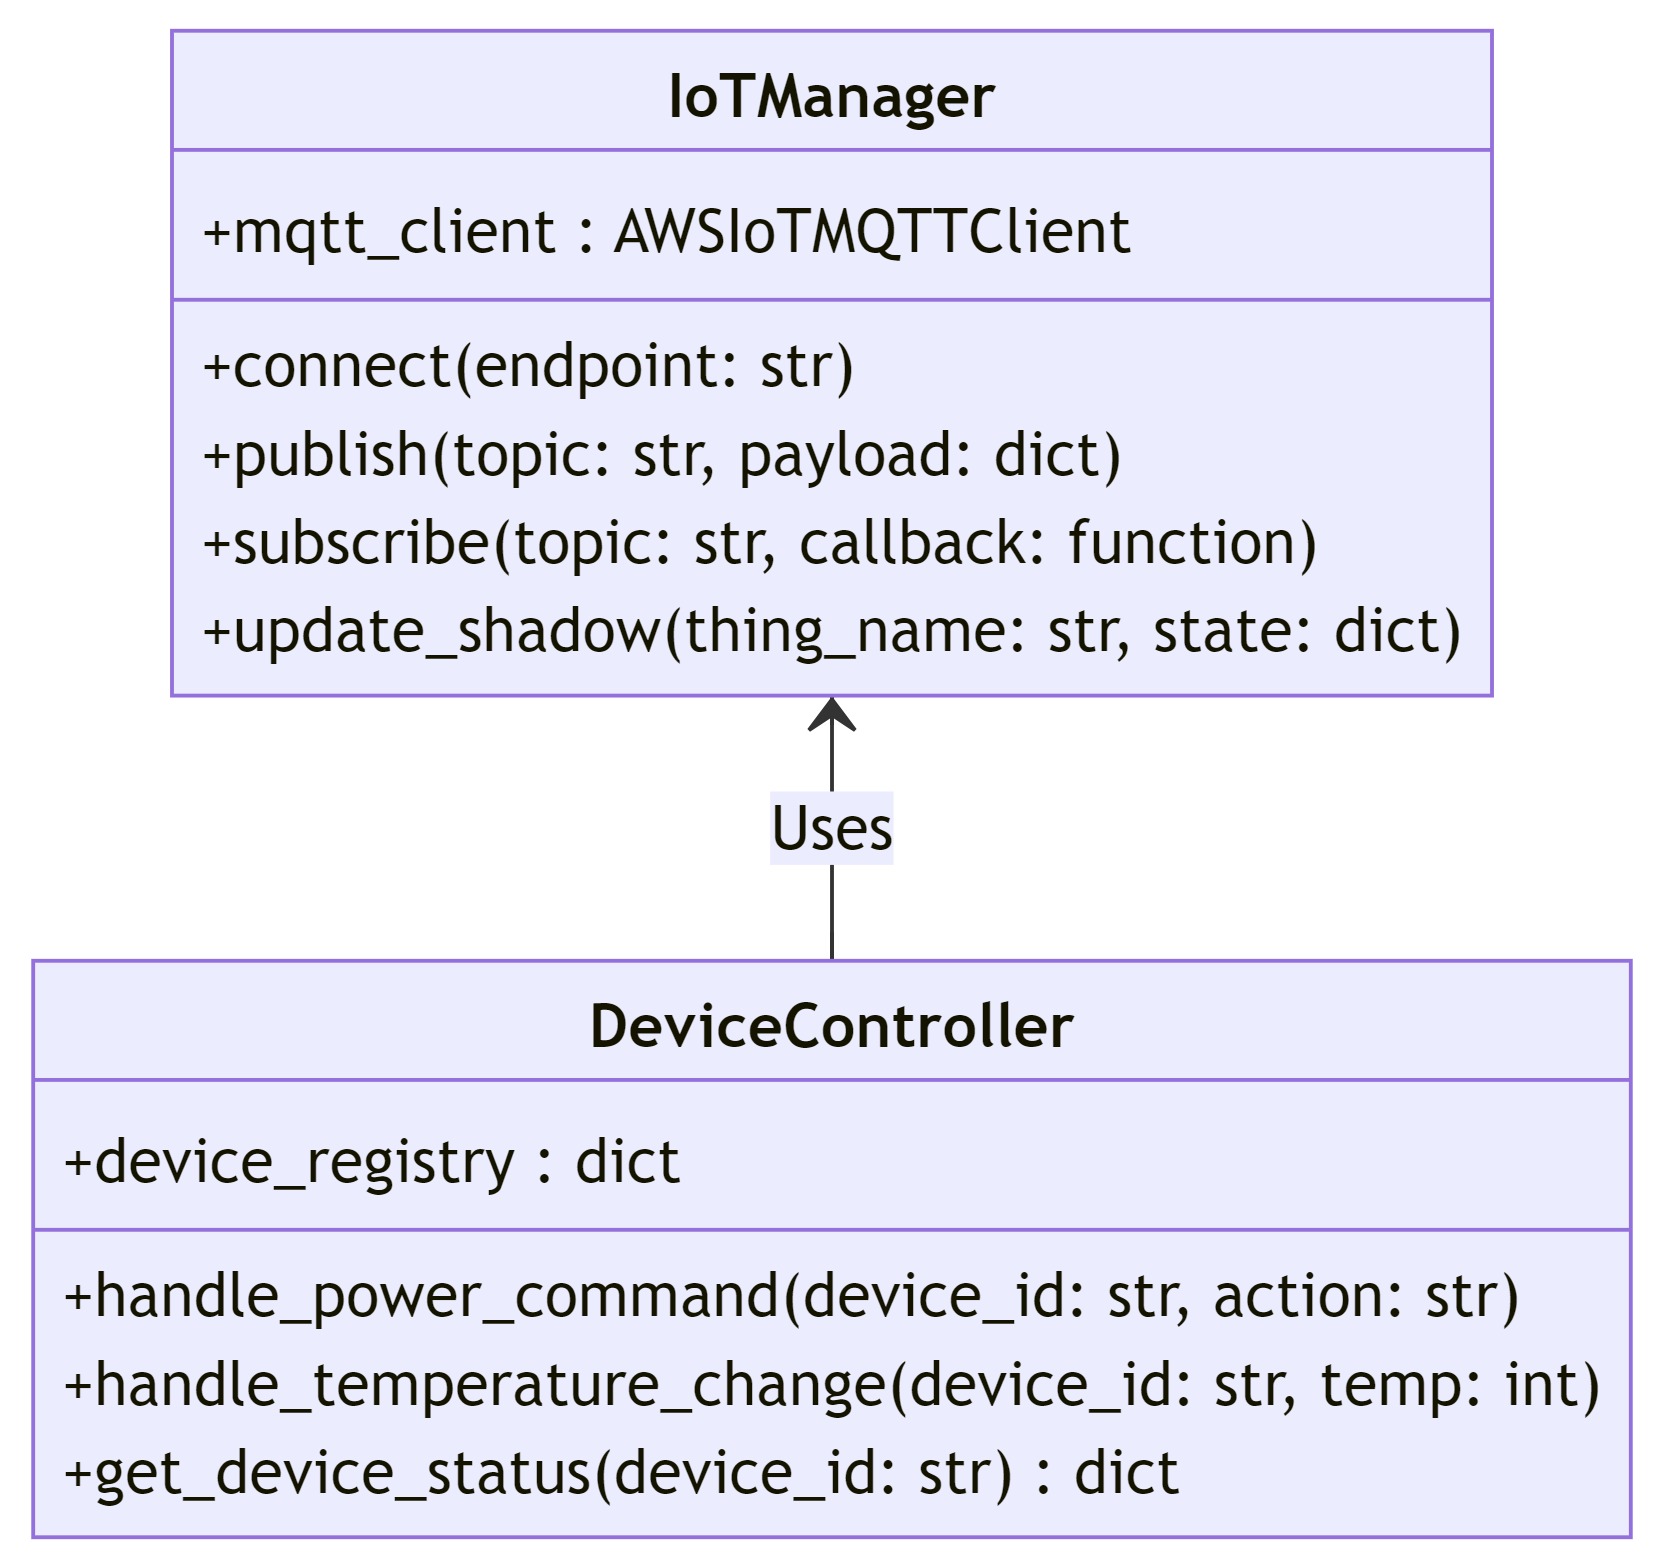 IoTManager
+mqtt_client : AWSIoTMQTTClient
+connect(endpoint: str)
+publish(topic: str, payload: dict)
+subscribe(topic: str, callback: function)
+update_shadow(thing_name: str, state: dict)
Uses
DeviceController
+device_registry : dict
+handle_power_command(device_id: str, action: str)
+handle_temperature_change(device_id: str, temp: int)
+get_device_status(device_id: str) : dict